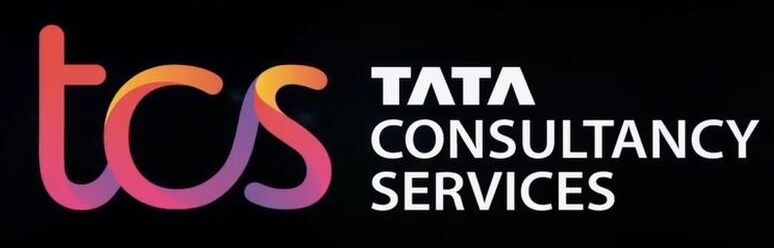 tcs
TATA
CONSULTANCY
SERVICES